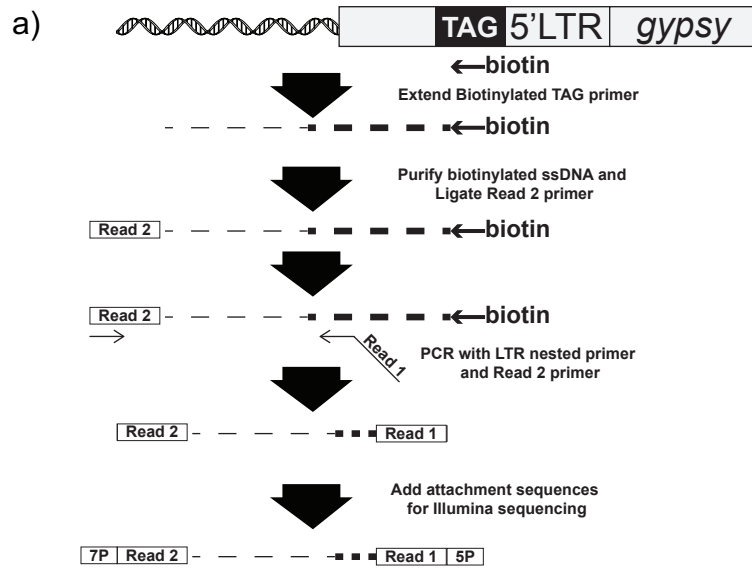 a)
TAG 5'LTR gypsy
biotin
Extend Biotinylated TAG primer
biotin
Purify biotinylated ssDNA and
Ligate Read 2 primer
Read 2 biotin
Read 2 biotin
Read 1
PCR with LTR nested primer
and Read 2 primer
Read 2 Read 1
Add attachment sequences
for Illumina sequencing
7P Read 2 Read 1 5P